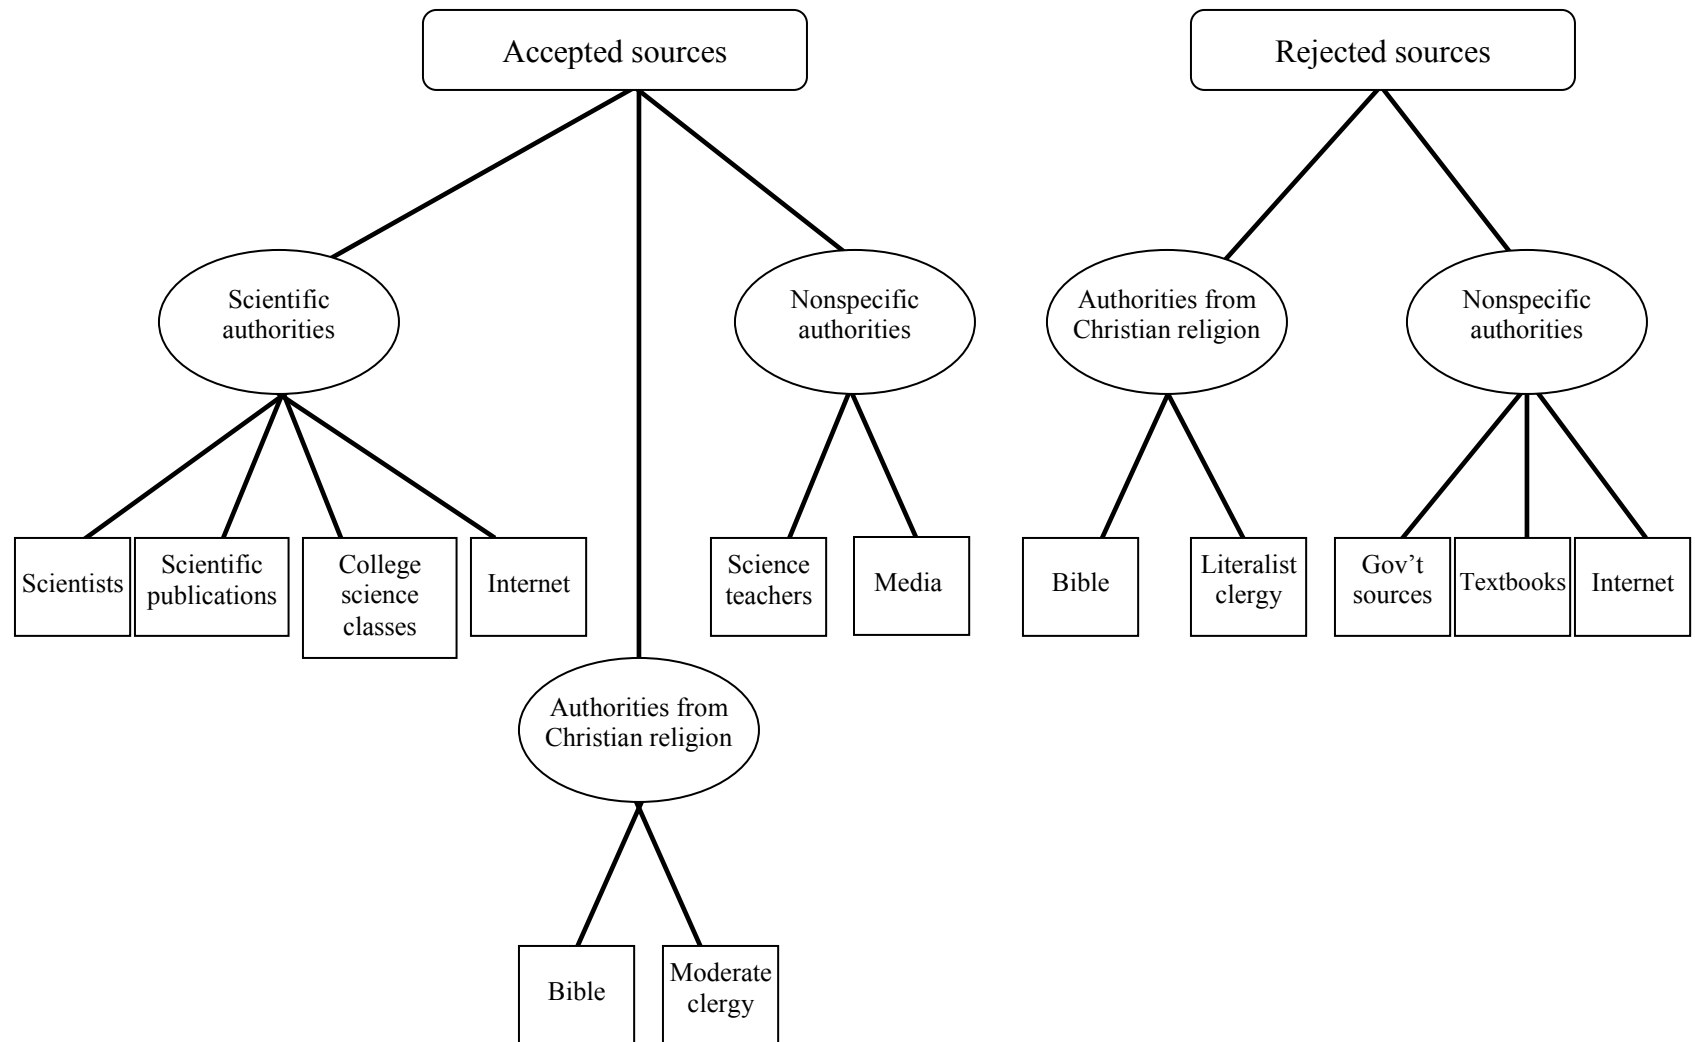 Accepted sources
Rejected sources
Scientific
authorities
Nonspecific
authorities
Authorities from
Christian religion
Nonspecific
authorities
Scientists
Scientific
publications
College
science
classes
Internet
Science
teachers
Media
Bible
Literalist
clergy
Gov’t
sources
Textbooks
Internet
Authorities from
Christian religion
Bible
Moderate
clergy